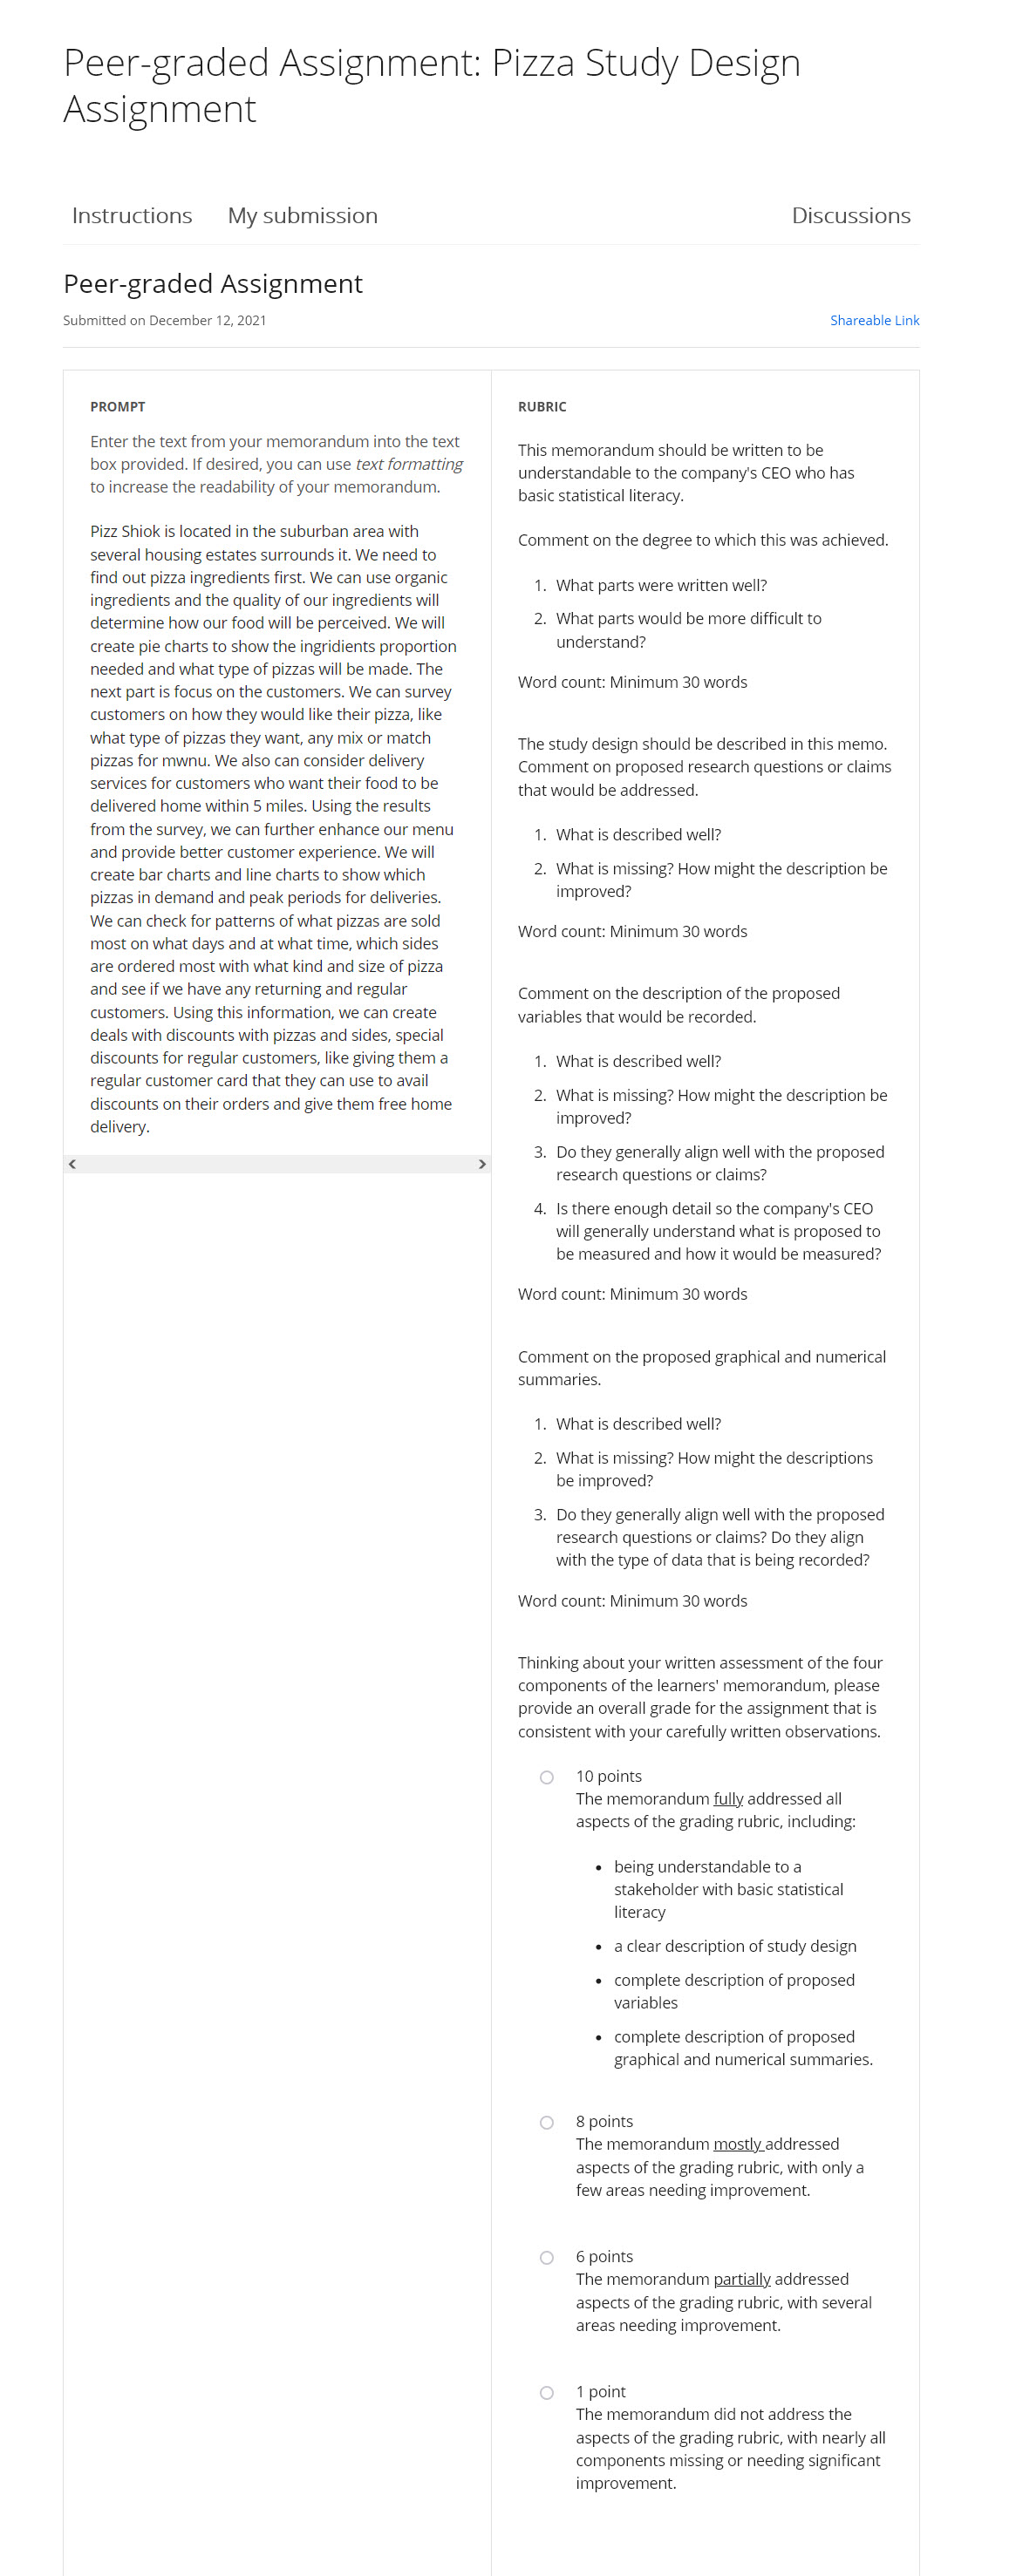 Peer-graded Assignment: Pizza Study Design
Assignment
Instructions
My submission
Discussions
Peer-graded Assignment
Submitted on December 12, 2021
Shareable Link
PROMPT
Enter the text from your memorandum into the text
box provided. If desired, you can use text formatting
to increase the readability of your memorandum.
Pizz Shiok is located in the suburban area with
several housing estates surrounds it. We need to
find out pizza ingredients first. We can use organic
ingredients and the quality of our ingredients will
determine how our food will be perceived. We will
create pie charts to show the ingridients proportion
needed and what type of pizzas will be made. The
next part is focus on the customers. We can survey
customers on how they would like their pizza, like
what type of pizzas they want, any mix or match
pizzas for mwnu. We also can consider delivery
services for customers who want their food to be
delivered home within 5 miles. Using the results
from the survey, we can further enhance our menu
and provide better customer experience. We will
create bar charts and line charts to show which
pizzas in demand and peak periods for deliveries.
We can check for patterns of what pizzas are sold
most on what days and at what time, which sides
are ordered most with what kind and size of pizza
and see if we have any returning and regular
customers. Using this information, we can create
deals with discounts with pizzas and sides, special
discounts for regular customers, like giving them a
regular customer card that they can use to avail
discounts on their orders and give them free home
delivery.
RUBRIC
This memorandum should be written to be
understandable to the company's CEO who has
basic statistical literacy.
Comment on the degree to which this was achieved.
1. What parts were written well?
2. What parts would be more difficult to
understand?
Word count: Minimum 30 words
The study design should be described in this memo.
Comment on proposed research questions or claims
that would be addressed.
1. What is described well?
2. What is missing? How might the description be
improved?
Word count: Minimum 30 words
Comment on the description of the proposed
variables that would be recorded.
1. What is described well?
2. What is missing? How might the description be
improved?
3. Do they generally align well with the proposed
research questions or claims?
4. Is there enough detail so the company's CEO
will generally understand what is proposed to
be measured and how it would be measured?
Word count: Minimum 30 words
Comment on the proposed graphical and numerical
summaries.
1. What is described well?
2. What is missing? How might the descriptions
be improved?
3. Do they generally align well with the proposed
research questions or claims? Do they align
with the type of data that is being recorded?
Word count: Minimum 30 words
Thinking about your written assessment of the four
components of the learners' memorandum, please
provide an overall grade for the assignment that is
consistent with your carefully written observations.
10 points
The memorandum fully addressed all
aspects of the grading rubric, including:
• being understandable to a
stakeholder with basic statistical
literacy
• a clear description of study design
• complete description of proposed
variables
• complete description of proposed
graphical and numerical summaries.
8 points
The memorandum mostly addressed
aspects of the grading rubric, with only a
few areas needing improvement.
6 points
The memorandum partially addressed
aspects of the grading rubric, with several
areas needing improvement.
1 point
The memorandum did not address the
aspects of the grading rubric, with nearly all
components missing or needing significant
improvement.